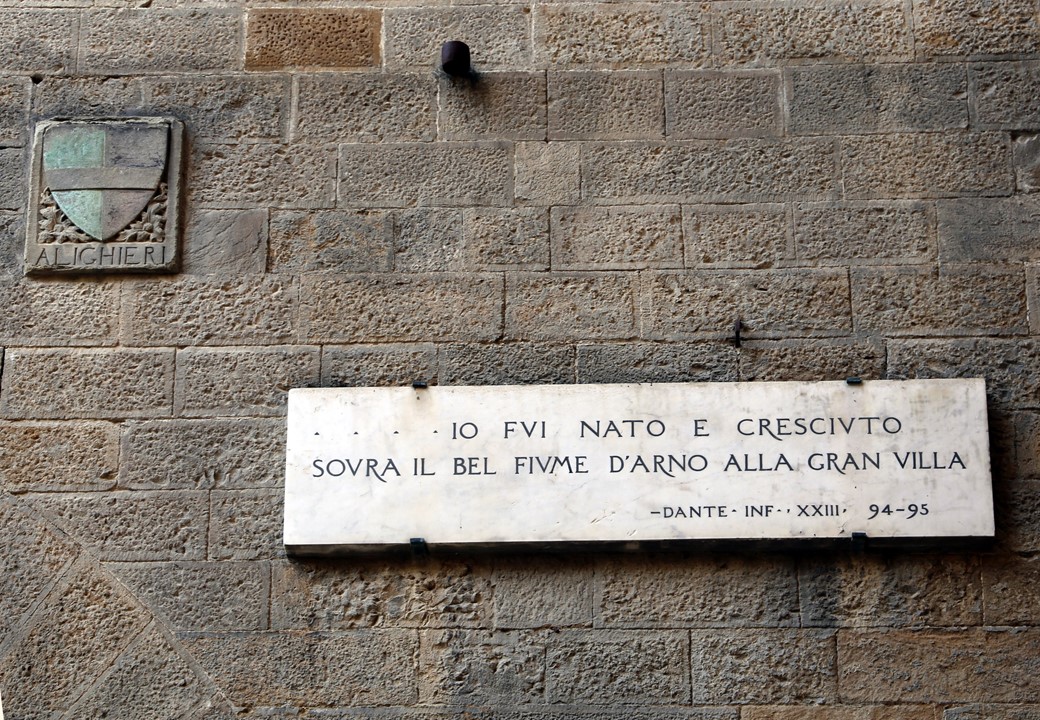 ALIGHIERI
. . . . IO FVI NATO E CRESCIVTO
SOVRA IL BEL FIVME D'ARNO ALLA GRAN VILLA
–DANTE· INF·, XXIII, 94–95